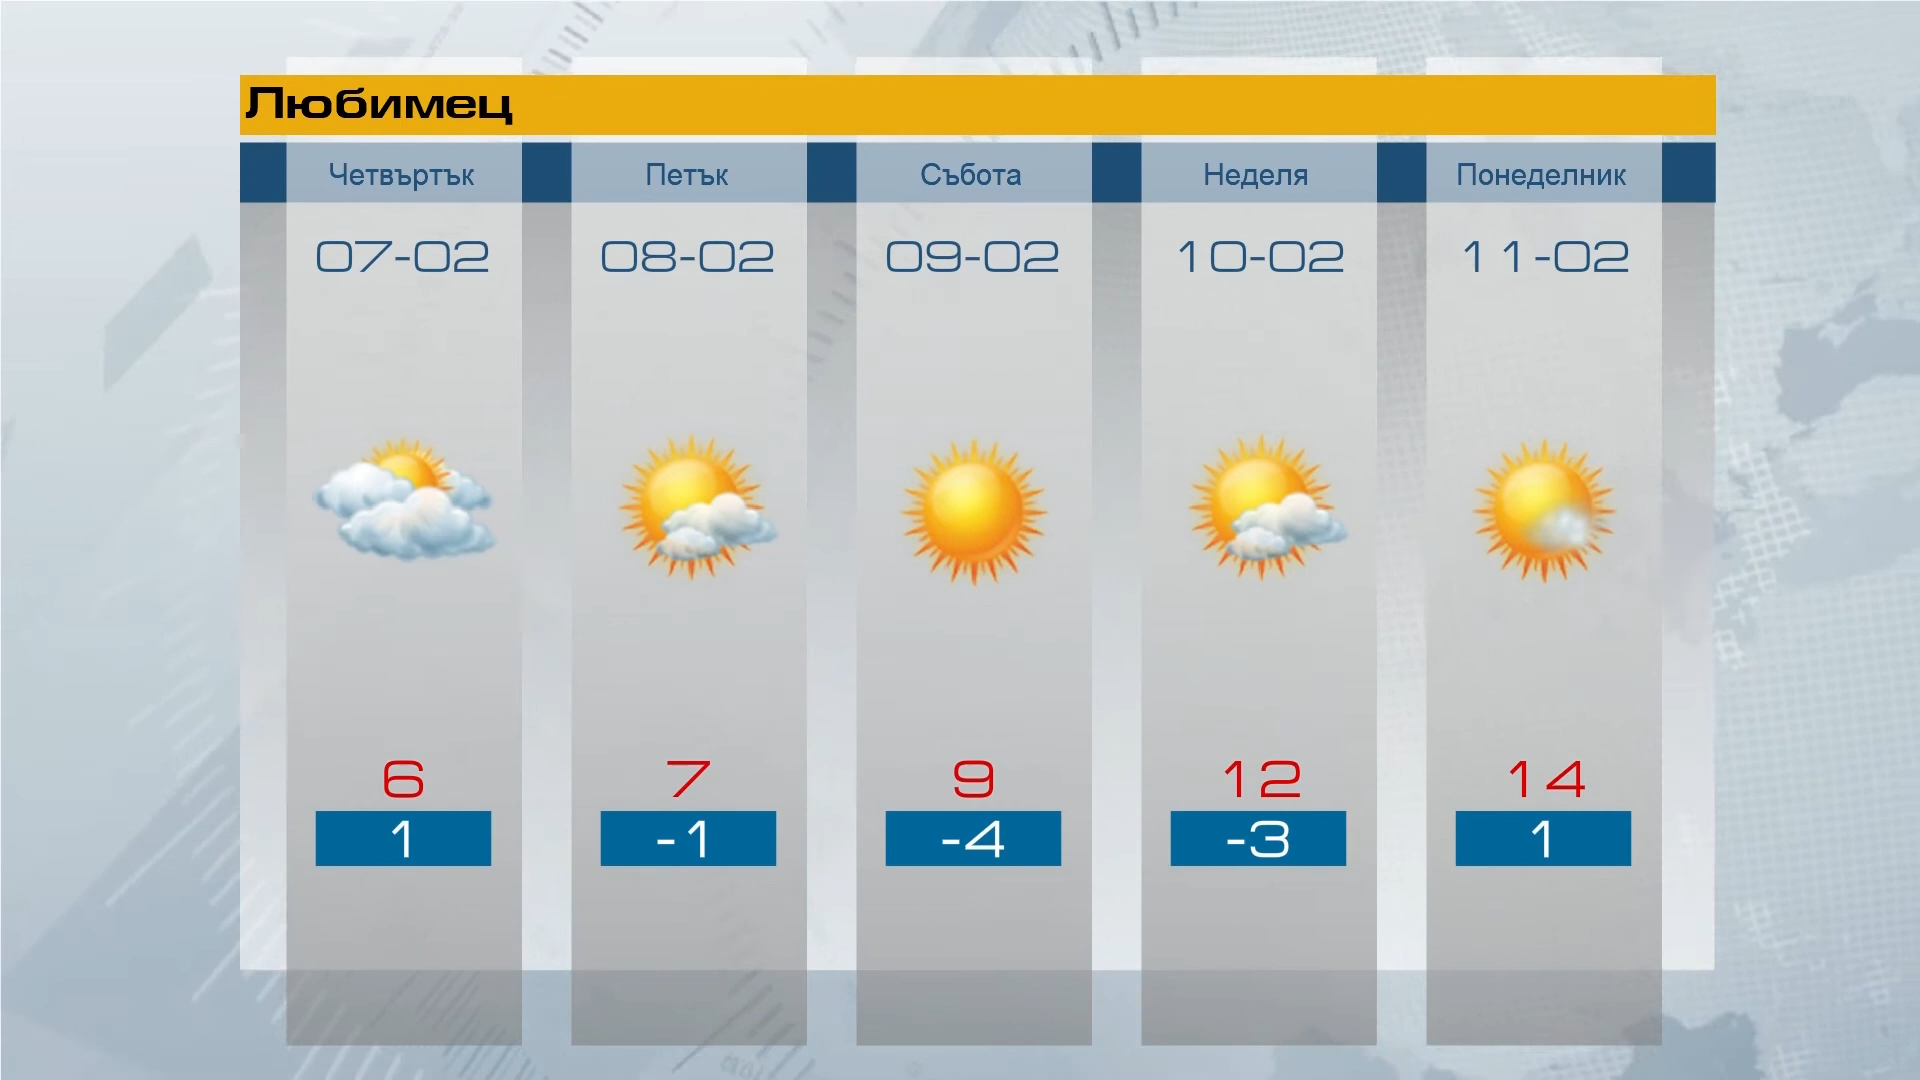 Любимец
Четвъртък Петък Събота Неделя Понеделник
07-02 08-02 09-02 10-02 11-02
6 7 9 12 14
1 -1 -4 -3 1